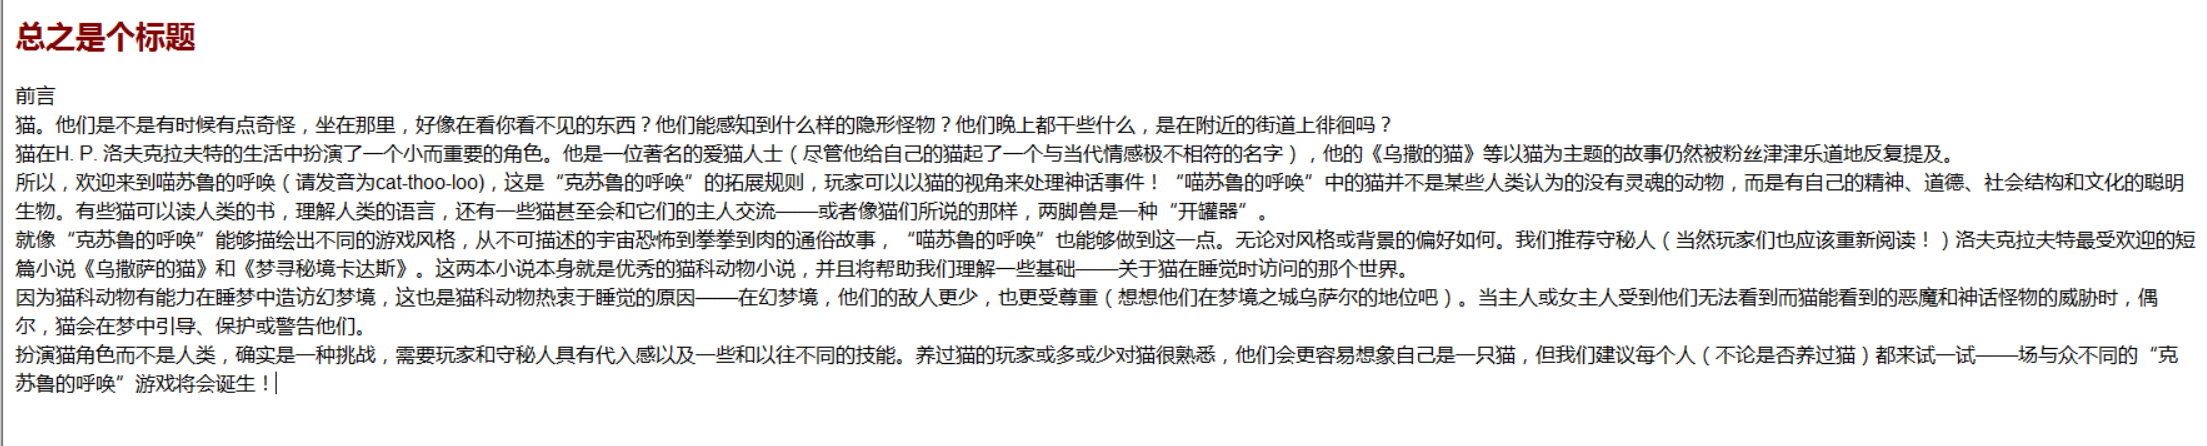 总之是个标题
前言
猫。他们是不是有时候有点奇怪，坐在那里，好像在看你看不见的东西？他们能感知到什么样的隐形怪物？他们晚上都干些什么，是在附近的街道上徘徊吗？
猫在H. P. 洛夫克拉夫特的生活中扮演了一个小而重要的角色。他是一位著名的爱猫人士（尽管他给自己的猫起了一个与当代情感极不相符的名字），他的《乌撒的猫》等以猫为主题的故事仍然被粉丝津津乐道地反复提及。
所以，欢迎来到喵苏鲁的呼唤（请发音为cat-thoo-loo)，这是“克苏鲁的呼唤”的拓展规则，玩家可以以猫的视角来处理神话事件！“喵苏鲁的呼唤”中的猫并不是某些人类认为的没有灵魂的动物，而是有自己的精神、道德、社会结构和文化的聪明
生物。有些猫可以读人类的书，理解人类的语言，还有一些猫甚至会和它们的主人交流——或者像猫们所说的那样，两脚兽是一种“开罐器”。
就像“克苏鲁的呼唤”能够描绘出不同的游戏风格，从不可描述的宇宙恐怖到拳拳到肉的通俗故事，“喵苏鲁的呼唤”也能够做到这一点。无论对风格或背景的偏好如何。我们推荐守秘人（当然玩家们也应该重新阅读！）洛夫克拉夫特最受欢迎的短
篇小说《乌撒萨的猫》和《梦寻秘境卡达斯》。这两本小说本身就是优秀的猫科动物小说，并且将帮助我们理解一些基础——关于猫在睡觉时访问的那个世界。
因为猫科动物有能力在睡梦中造访幻梦境，这也是猫科动物热衷于睡觉的原因——在幻梦境，他们的敌人更少，也更受尊重（想想他们在梦境之城乌萨尔的地位吧）。当主人或女主人受到他们无法看到而猫能看到的恶魔和神话怪物的威胁时，偶
尔，猫会在梦中引导、保护或警告他们。
扮演猫角色而不是人类，确实是一种挑战，需要玩家和守秘人具有代入感以及一些和以往不同的技能。养过猫的玩家或多或少对猫很熟悉，他们会更容易想象自己是一只猫，但我们建议每个人（不论是否养过猫）都来试一试——场与众不同的“克
苏鲁的呼唤”游戏将会诞生！